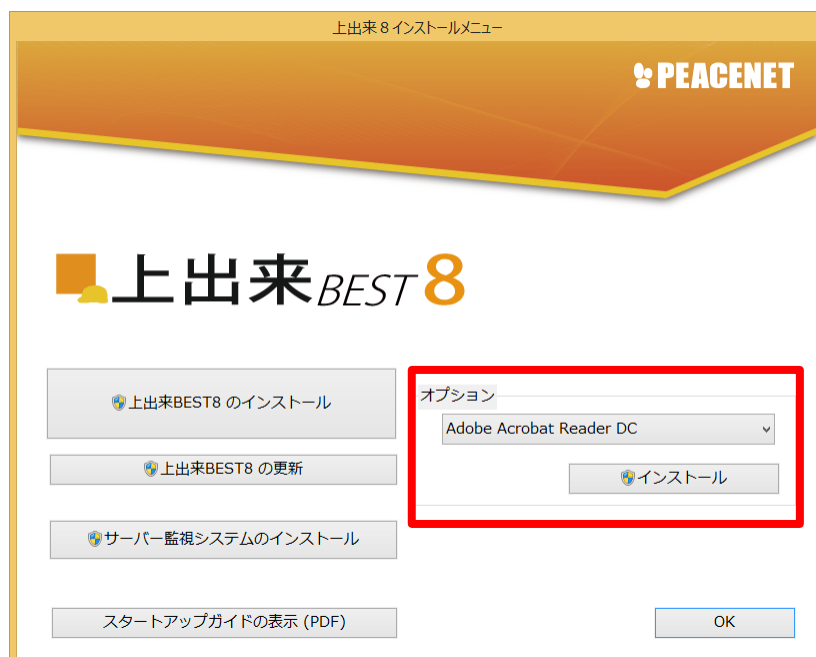 上出来 8 インストールメニュー
PEACENET
上出来BEST 8
上出来BEST8 のインストール
上出来BEST8 の更新
サーバー監視システムのインストール
スタートアップガイドの表示 (PDF)
オプション
Adobe Acrobat Reader DC
インストール
OK